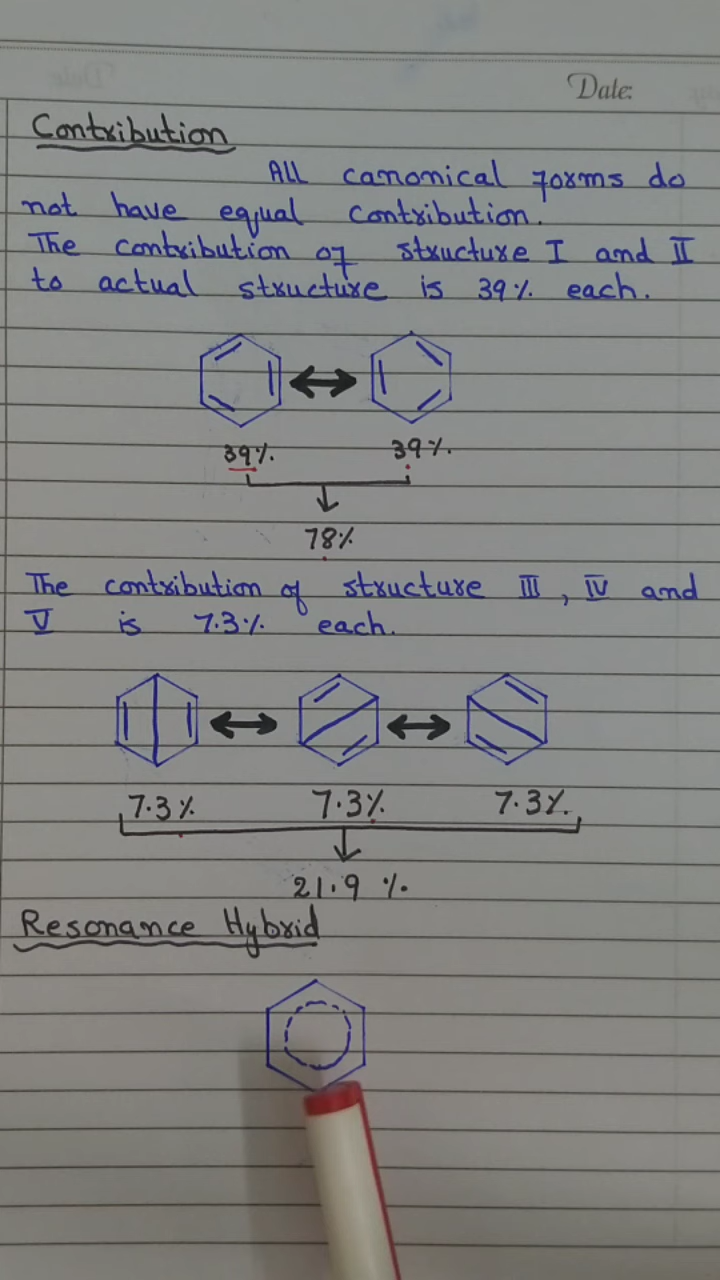 Date:
Contribution
All canonical forms do
not have equal contribution.
The contribution of structure I and II
to actual structure is 39% each.
39% 39%.
78%
The contribution of structure III, IV and
V is 7.3% each.
7.3% 7.3% 7.3%.
21.9 %.
Resonance Hybrid